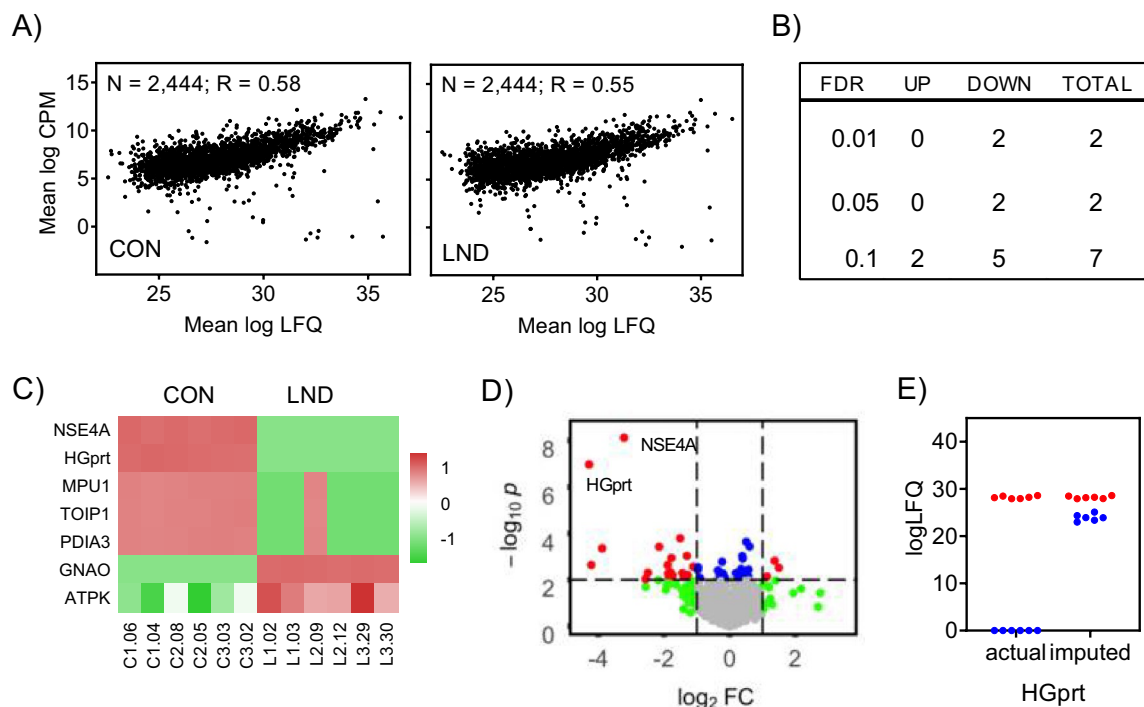 A)
N = 2,444; R = 0.58
N = 2,444; R = 0.55
15
10
5
0
Mean log CPM
CON
LND
25 30 35
25 30 35
Mean log LFQ
Mean log LFQ
B)
FDR UP DOWN TOTAL
0.01 0 2 2
0.05 0 2 2
0.1 2 5 7
C)
CON LND
NSE4A
HGprt
MPU1
TOIP1
PDIA3
GNAO
ATPK
1
0
-1
C1.06
C1.04
C2.08
C2.05
C3.03
C3.02
L1.02
L1.03
L2.09
L2.12
L3.29
L3.30
D)
NSE4A
HGprt
8
6
4
2
0
−log10 p
-4 -2 0 2
log2 FC
E)
40
30
20
10
0
logLFQ
actual imputed
HGprt